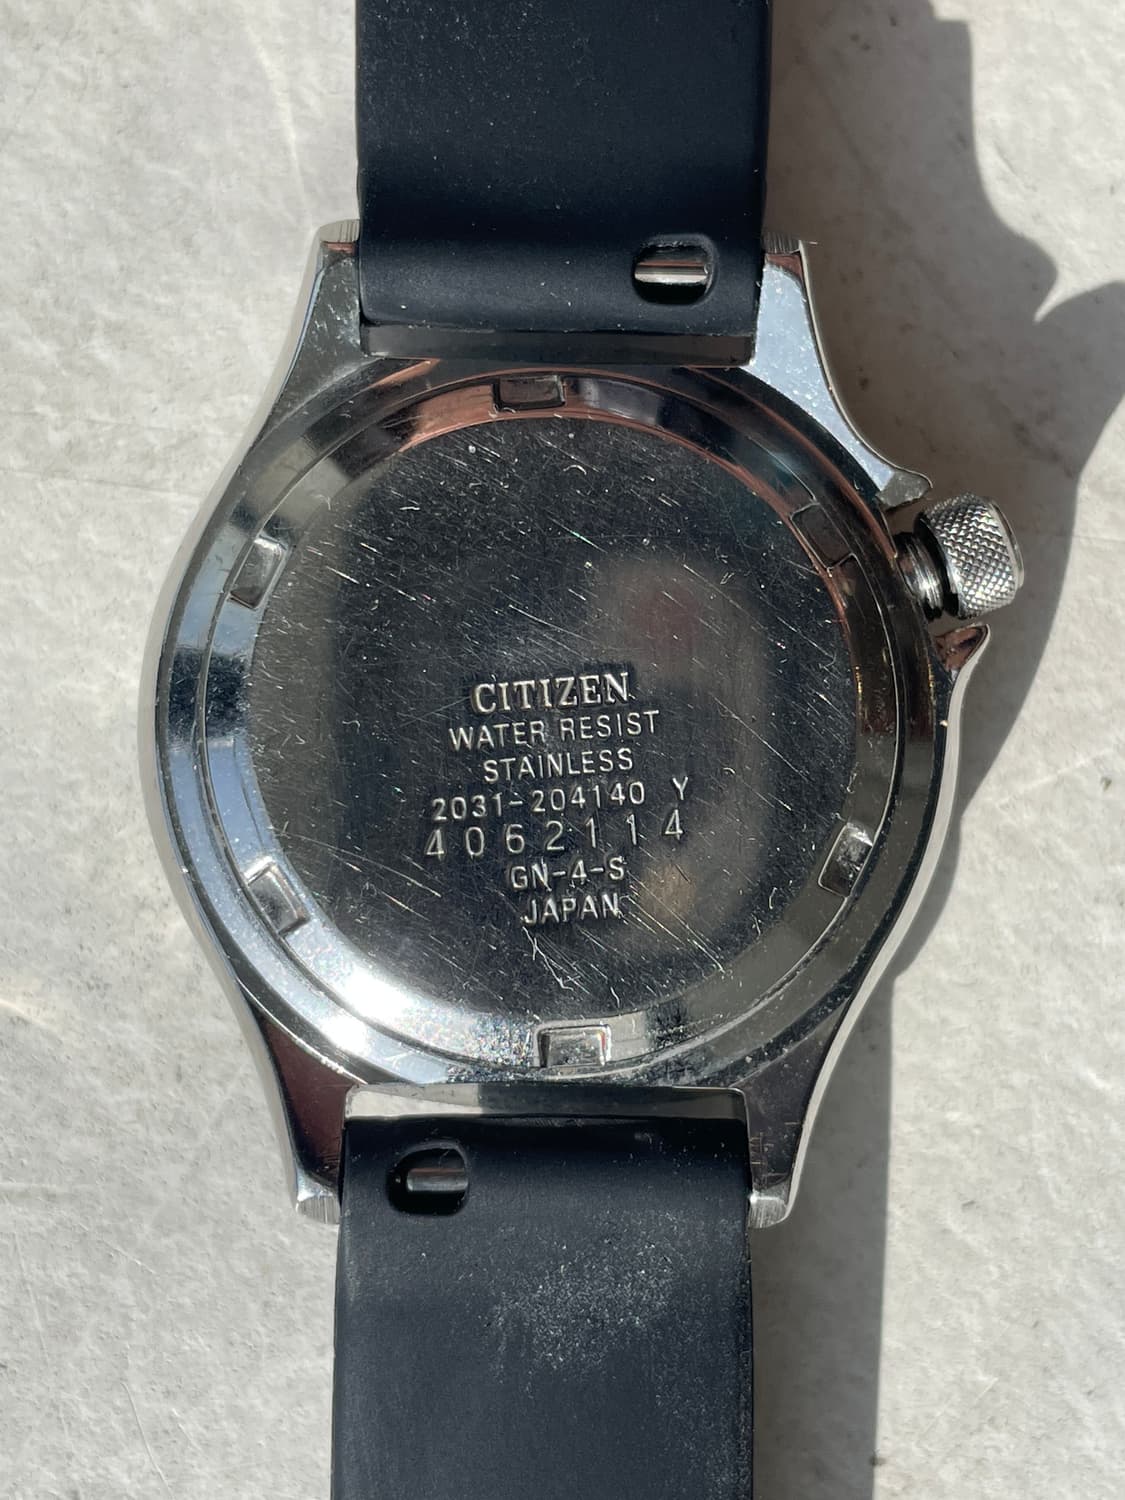 CITIZEN
WATER RESIST
STAINLESS
2031-204140 Y
4062114
GN-4-S
JAPAN